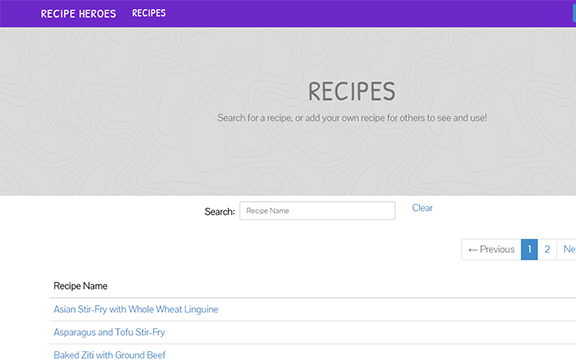 RECIPE HEROES RECIPES
RECIPES
Search for a recipe, or add your own recipe for others to see and use!
Search: Recipe Name Clear
← Previous 1 2 Ne
Recipe Name
Asian Stir-Fry with Whole Wheat Linguine
Asparagus and Tofu Stir-Fry
Baked Ziti with Ground Beef